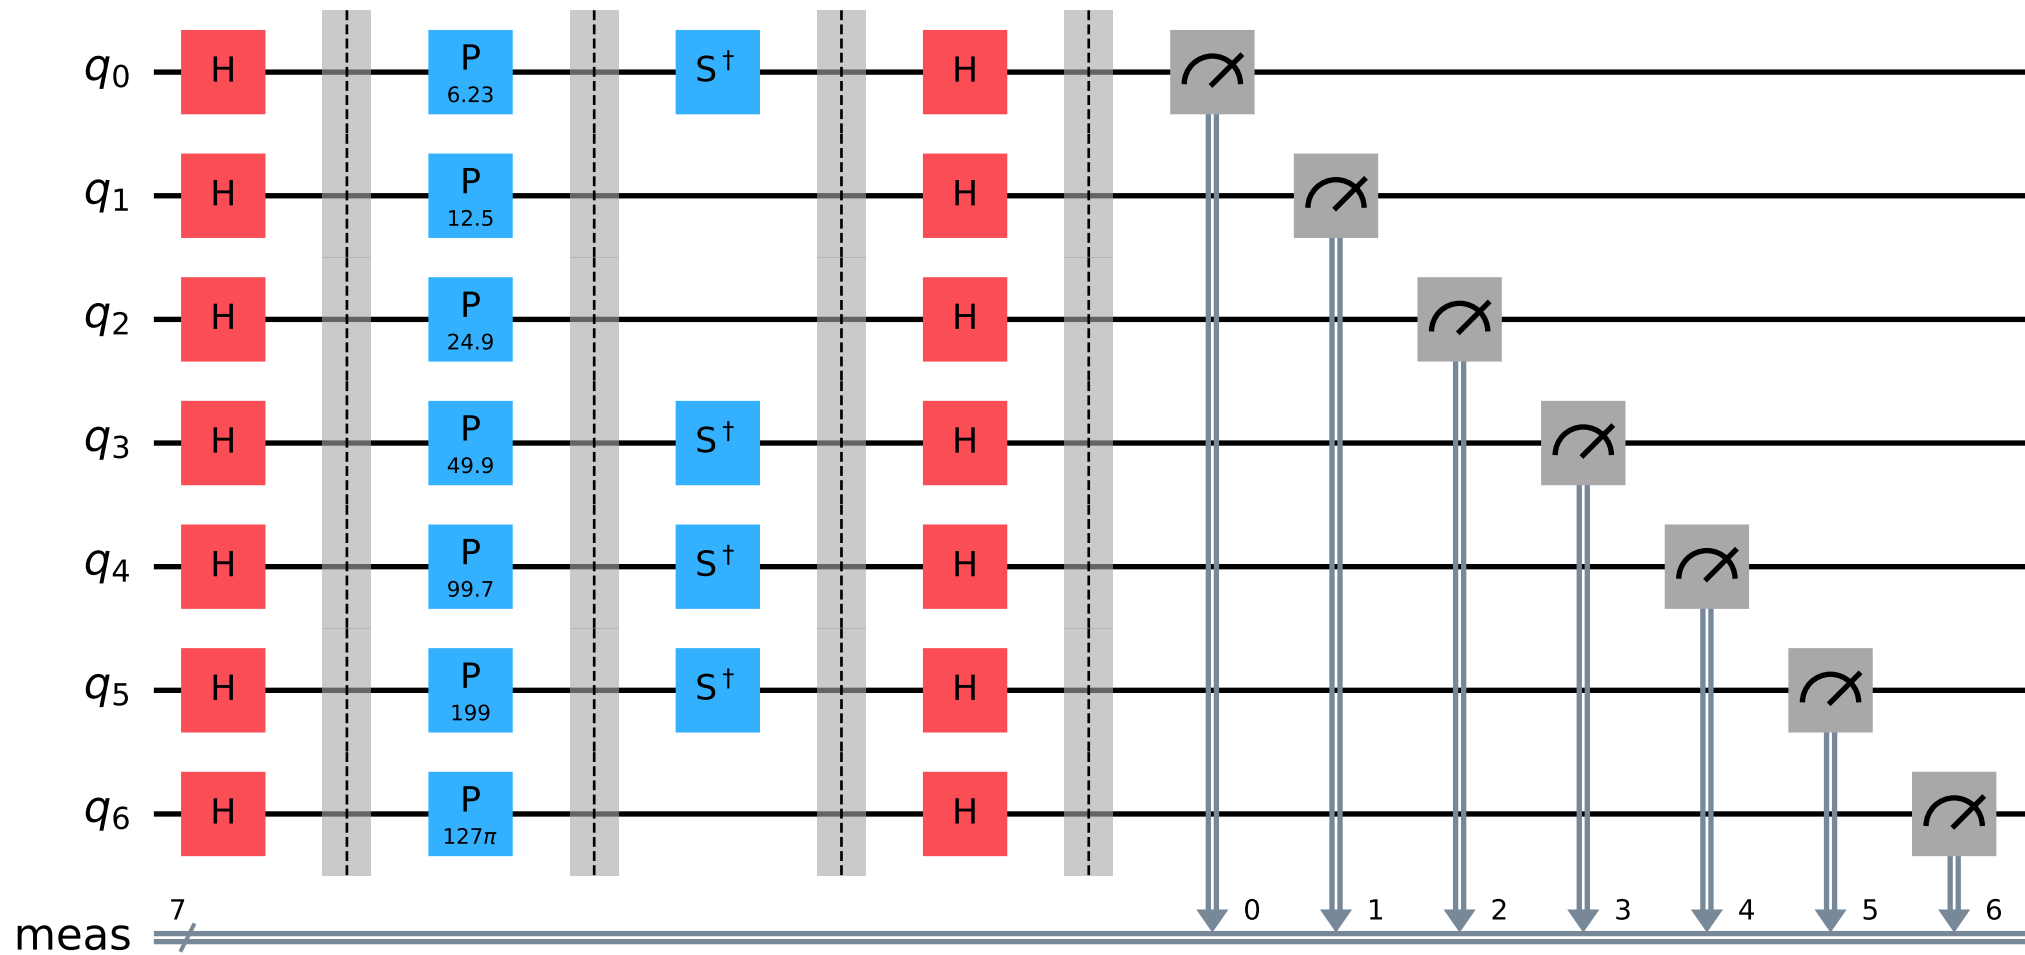 q0 H P 6.23 S† H
q1 H P 12.5 H
q2 H P 24.9 H
q3 H P 49.9 S† H
q4 H P 99.7 S† H
q5 H P 199 S† H
q6 H P 127π H
7 0 1 2 3 4 5 6
meas